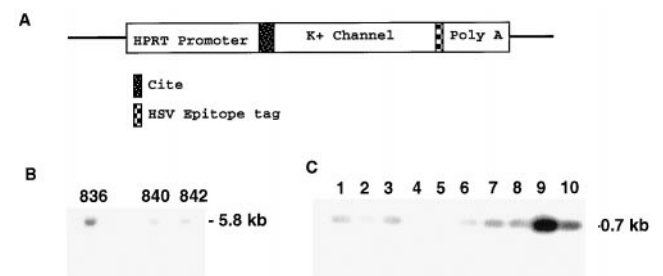 A
HPRT Promoter K+ Channel Poly A
Cite
HSV Epitope tag
B
836 840 842
- 5.8 kb
C
1 2 3 4 5 6 7 8 9 10
-0.7 kb